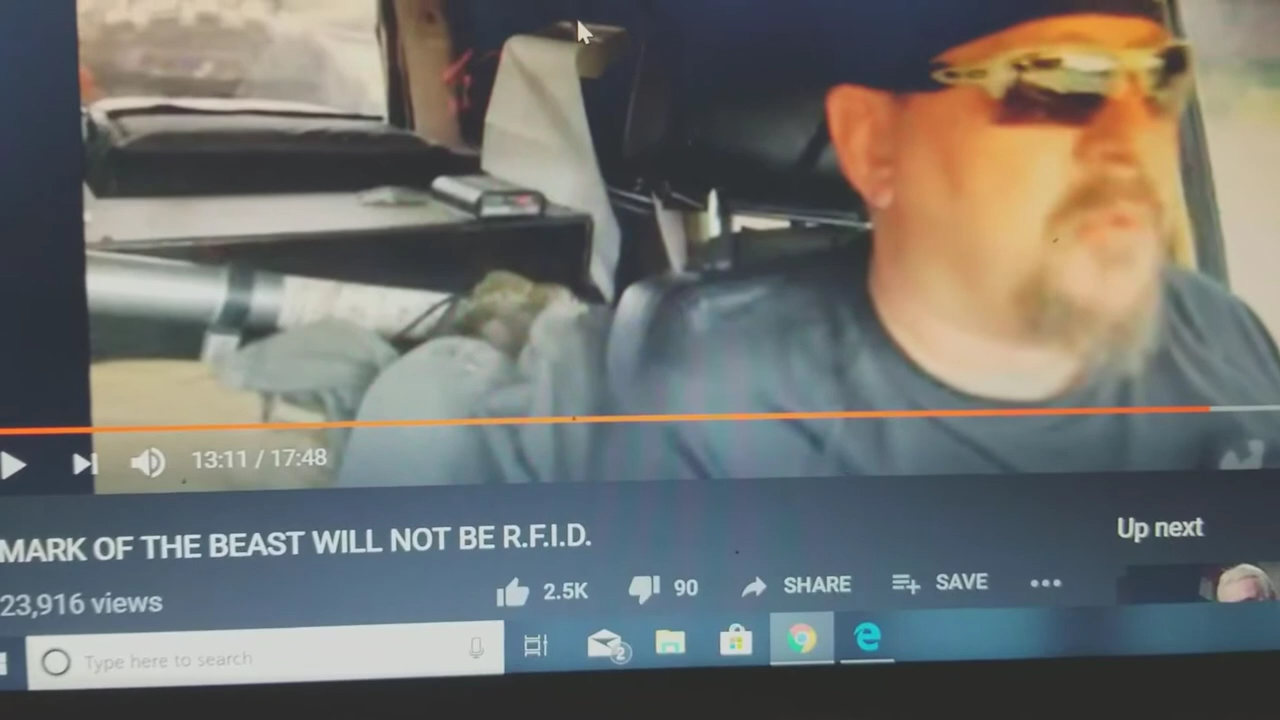 13:11 / 17:48
MARK OF THE BEAST WILL NOT BE R.F.I.D.
Up next
23,916 views
2.5K
90
SHARE
SAVE
Type here to search
2